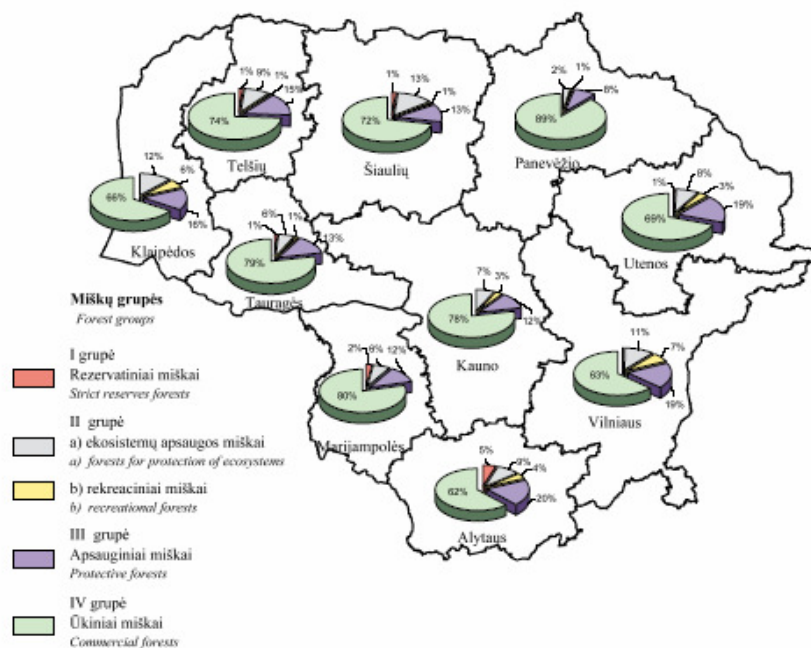 1% 9% 1% 15% 74%
Telšių
1% 13% 1% 13% 72%
Šiaulių
2% 1% 8% 89%
Panevėžio
12% 6% 16% 66%
Klaipėdos
1% 6% 1% 13% 79%
Tauragės
1% 8% 3% 19% 69%
Utenos
7% 3% 12% 78%
Kauno
2% 6% 12% 80%
Marijampolės
11% 7% 19% 63%
Vilniaus
5% 9% 4% 20% 62%
Alytaus
Miškų grupės
Forest groups
I grupė
Rezervatiniai miškai
Strict reserves forests
II grupė
a) ekosistemų apsaugos miškai
a) forests for protection of ecosystems
b) rekreaciniai miškai
b) recreational forests
III grupė
Apsauginiai miškai
Protective forests
IV grupė
Ūkiniai miškai
Commercial forests